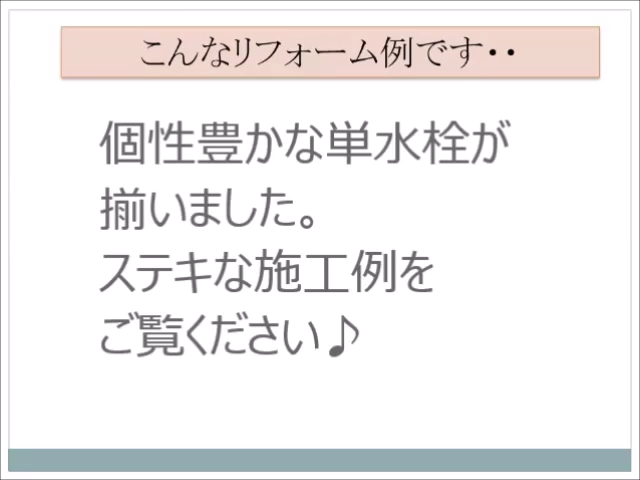 こんなリフォーム例です・・
個性豊かな単水栓が
揃いました。
ステキな施工例を
ご覧ください♪